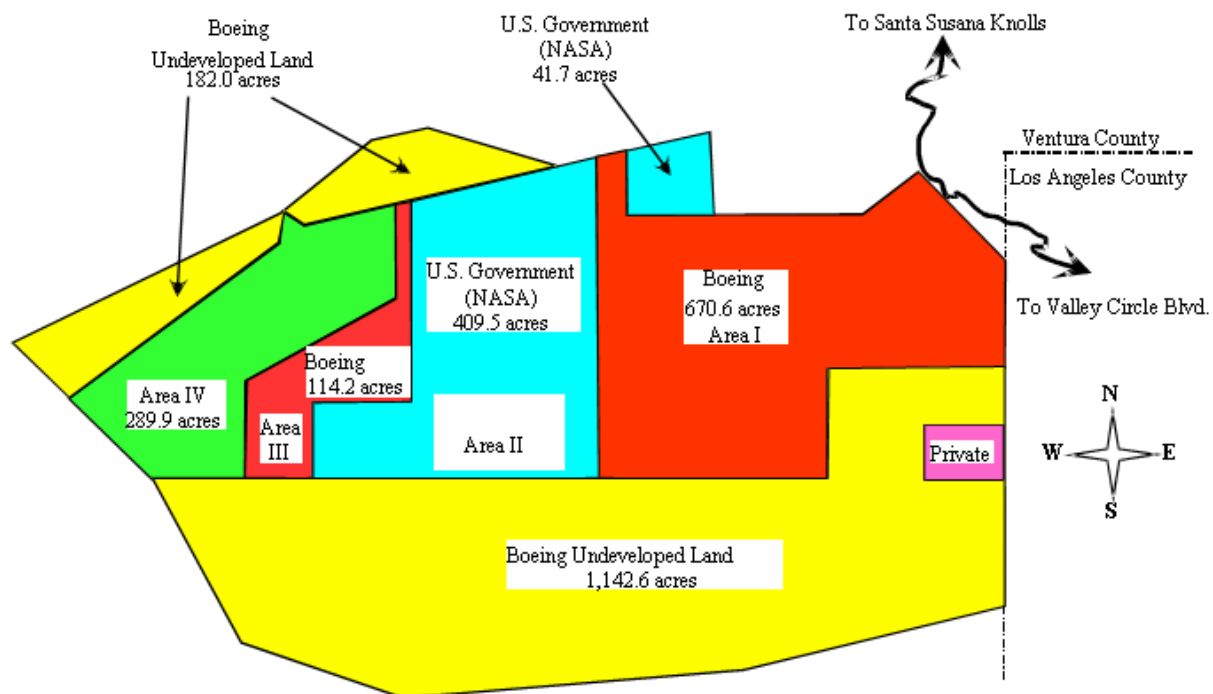 Boeing
Undeveloped Land
182.0 acres
U.S. Government
(NASA)
41.7 acres
To Santa Susana Knolls
Ventura County
Los Angeles County
To Valley Circle Blvd.
U.S. Government
(NASA)
409.5 acres
Boeing
670.6 acres
Area I
Boeing
114.2 acres
Area IV
289.9 acres
Area
III
Area II
Private
N
W
E
S
Boeing Undeveloped Land
1,142.6 acres